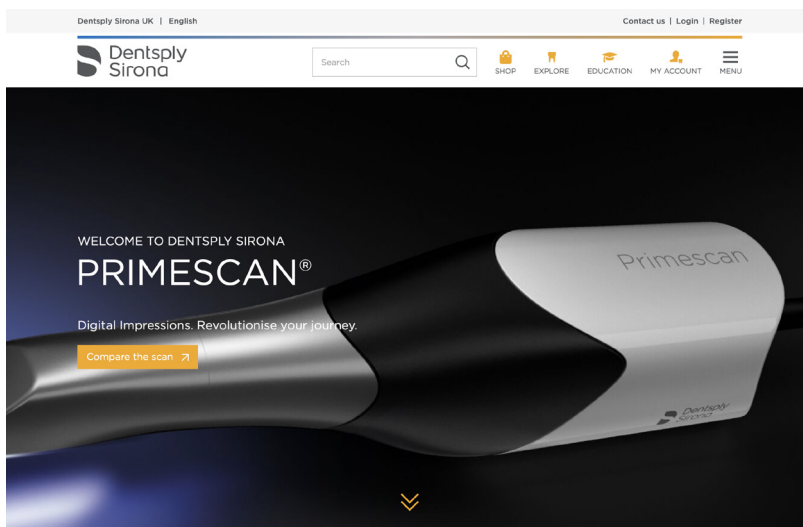 Dentsply Sirona UK | English
Contact us | Login | Register
Dentsply
Sirona
Search
SHOP
EXPLORE
EDUCATION
MY ACCOUNT
MENU
WELCOME TO DENTSPLY SIRONA
PRIMESCAN®
Digital Impressions. Revolutionise your journey.
Compare the scan
Primescan
Dentsply
Sirona